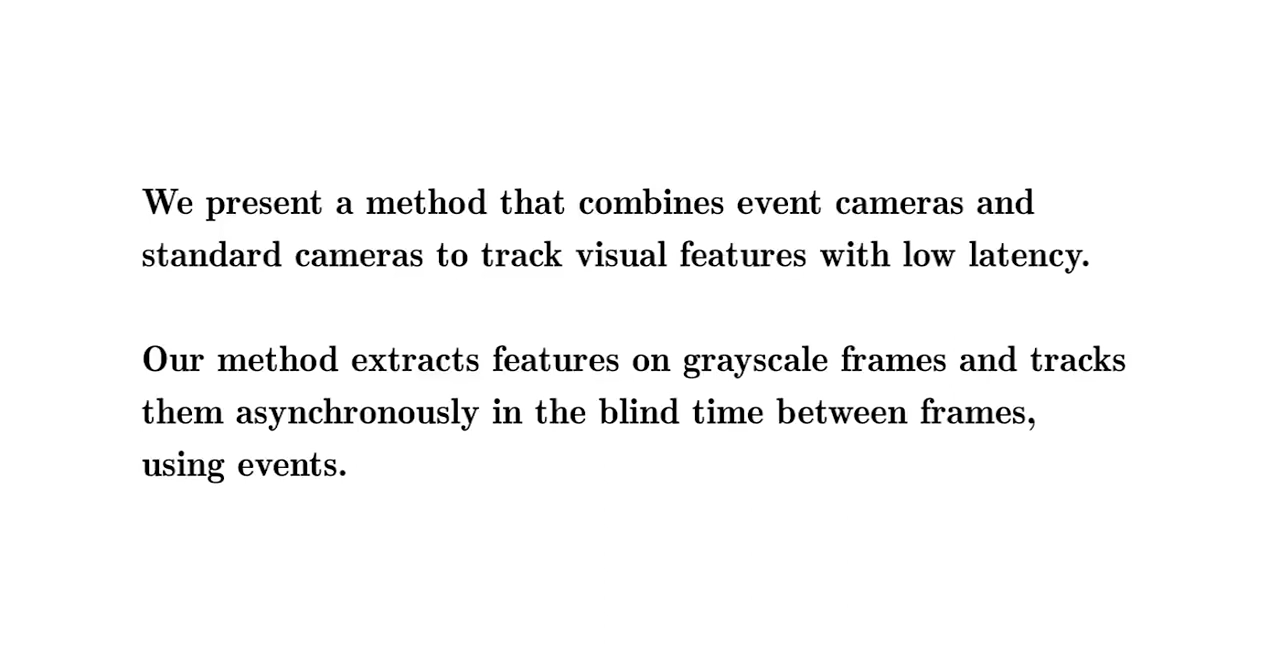 We present a method that combines event cameras and
standard cameras to track visual features with low latency.
Our method extracts features on grayscale frames and tracks
them asynchronously in the blind time between frames,
using events.